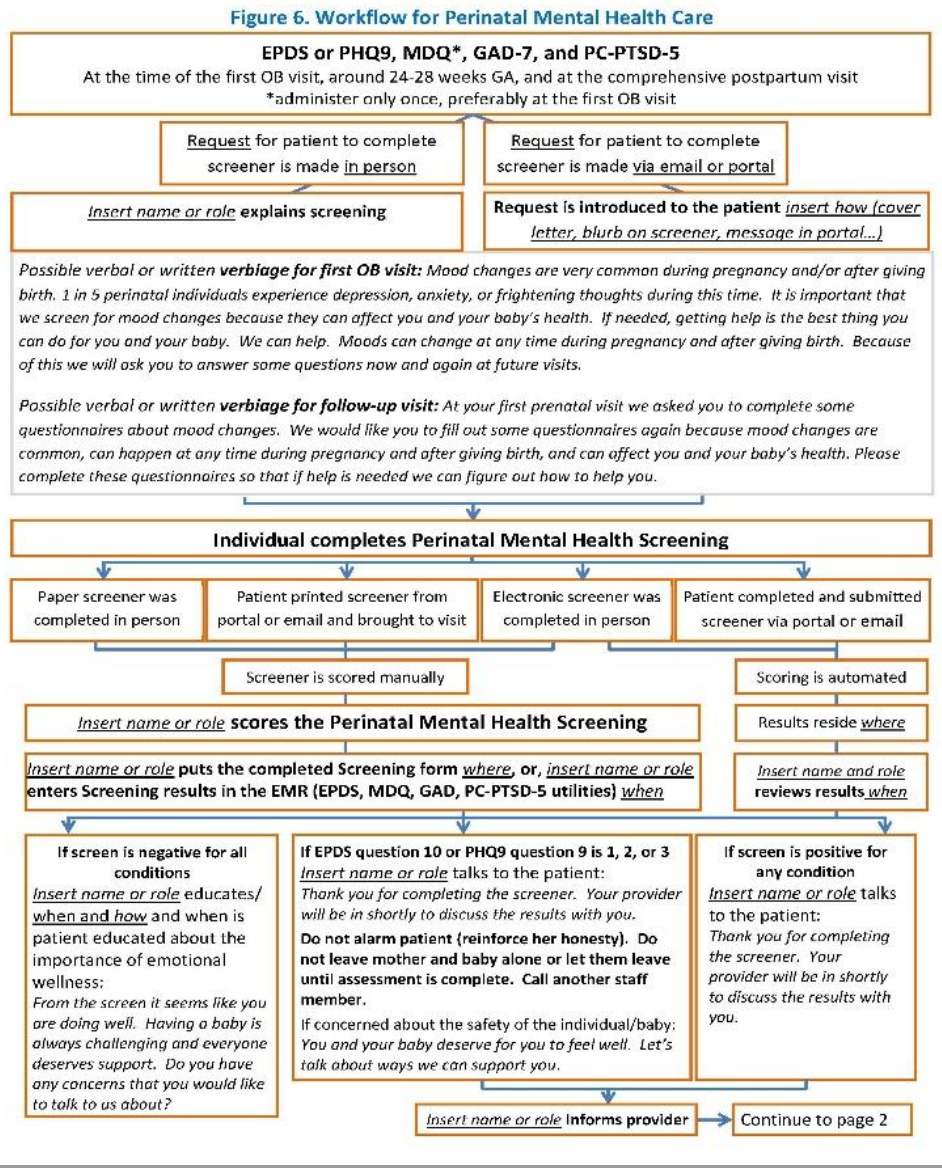 Figure 6. Workflow for Perinatal Mental Health Care
EPDS or PHQ9, MDQ*, GAD-7, and PC-PTSD-5
At the time of the first OB visit, around 24-28 weeks GA, and at the comprehensive postpartum visit
*administer only once, preferably at the first OB visit
Request for patient to complete
screener is made in person
Request for patient to complete
screener is made via email or portal
Insert name or role explains screening
Request is introduced to the patient insert how (cover
letter, blurb on screener, message in portal...)
Possible verbal or written verbiage for first OB visit: Mood changes are very common during pregnancy and/or after giving
birth. 1 in 5 perinatal individuals experience depression, anxiety, or frightening thoughts during this time. It is important that
we screen for mood changes because they can affect you and your baby's health. If needed, getting help is the best thing you
can do for you and your baby. We can help. Moods can change at any time during pregnancy and after giving birth. Because
of this we will ask you to answer some questions now and again at future visits.
Possible verbal or written verbiage for follow-up visit: At your first prenatal visit we asked you to complete some
questionnaires about mood changes. We would like you to fill out some questionnaires again because mood changes are
common, can happen at any time during pregnancy and after giving birth, and can affect you and your baby's health. Please
complete these questionnaires so that if help is needed we can figure out how to help you.
Individual completes Perinatal Mental Health Screening
Paper screener was
completed in person
Patient printed screener from
portal or email and brought to visit
Electronic screener was
completed in person
Patient completed and submitted
screener via portal or email
Screener is scored manually
Scoring is automated
Insert name or role scores the Perinatal Mental Health Screening
Results reside where
Insert name or role puts the completed Screening form where, or, insert name or role
enters Screening results in the EMR (EPDS, MDQ, GAD, PC-PTSD-5 utilities) when
Insert name and role
reviews results when
If screen is negative for all
conditions
Insert name or role educates/
when and how and when is
patient educated about the
importance of emotional
wellness:
From the screen it seems like you
are doing well. Having a baby is
always challenging and everyone
deserves support. Do you have
any concerns that you would like
to talk to us about?
If EPDS question 10 or PHQ9 question 9 is 1, 2, or 3
Insert name or role talks to the patient:
Thank you for completing the screener. Your provider
will be in shortly to discuss the results with you.
Do not alarm patient (reinforce her honesty). Do
not leave mother and baby alone or let them leave
until assessment is complete. Call another staff
member.
If concerned about the safety of the individual/baby:
You and your baby deserve for you to feel well. Let's
talk about ways we can support you.
If screen is positive for
any condition
Insert name or role talks
to the patient:
Thank you for completing
the screener. Your
provider will be in shortly
to discuss the results with
you.
Insert name or role Informs provider
Continue to page 2